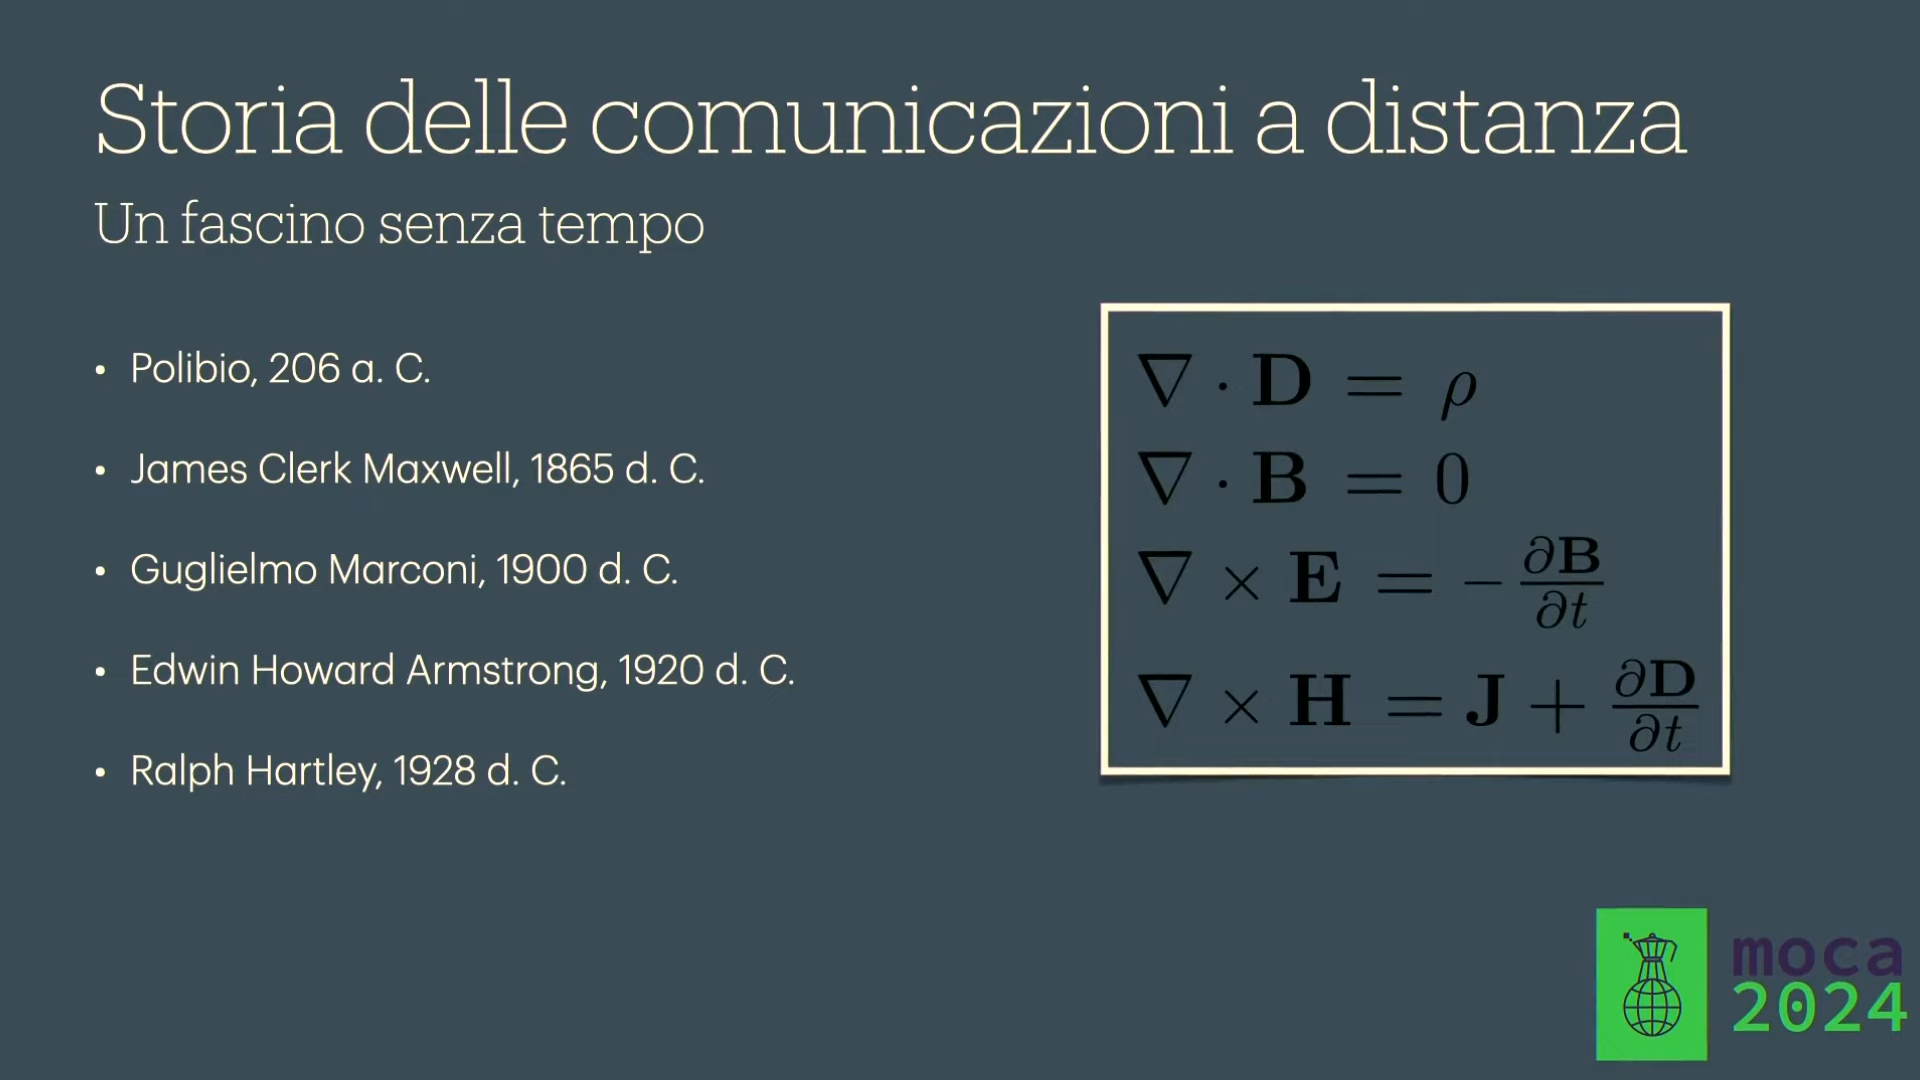 Storia delle comunicazioni a distanza
Un fascino senza tempo
• Polibio, 206 a. C.
• James Clerk Maxwell, 1865 d. C.
• Guglielmo Marconi, 1900 d. C.
• Edwin Howard Armstrong, 1920 d. C.
• Ralph Hartley, 1928 d. C.
∇ · D = ρ
∇ · B = 0
∇ × E = − ∂B/∂t
∇ × H = J + ∂D/∂t
moca
2024